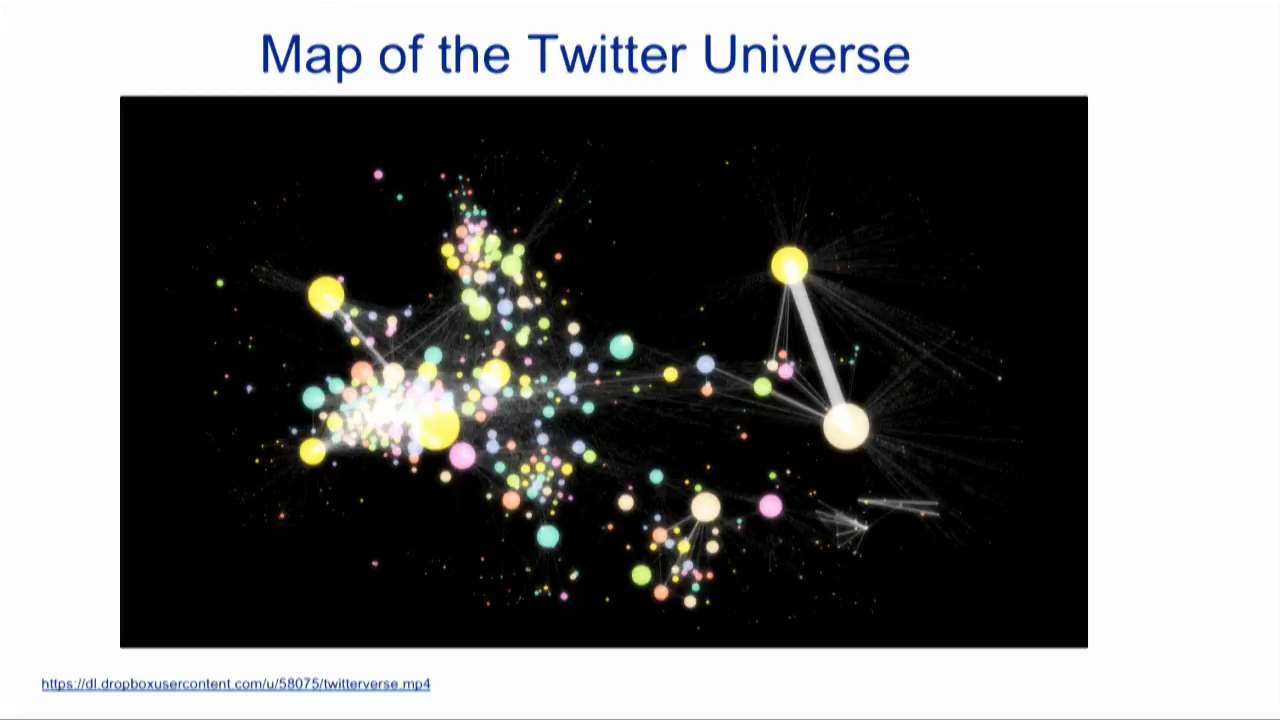 Map of the Twitter Universe
https://dl.dropboxusercontent.com/u/58075/twitterverse.mp4